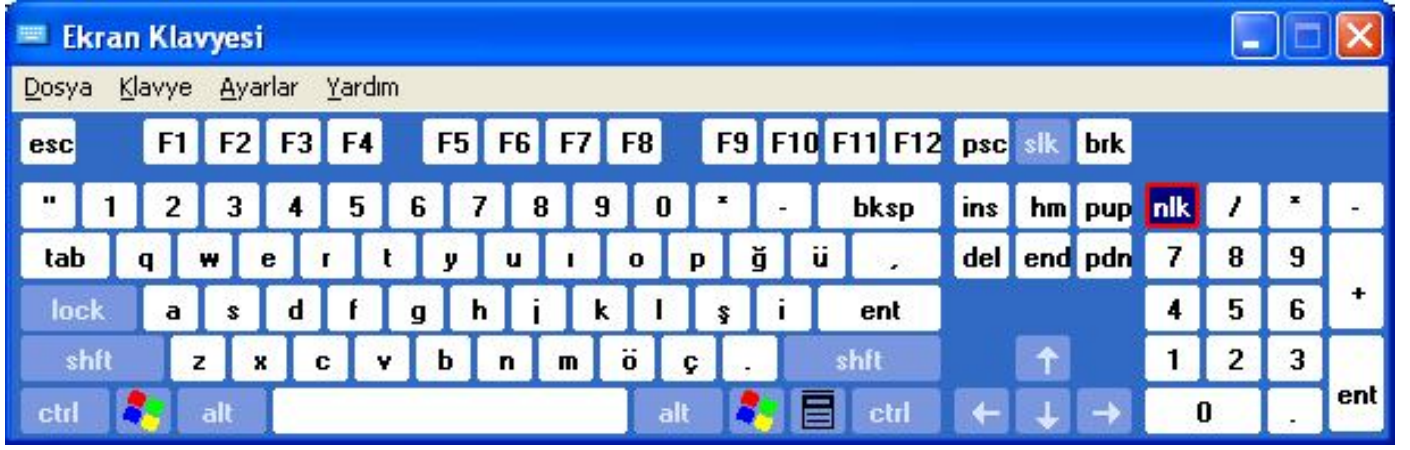 Ekran Klavyesi
Dosya Klavye Ayarlar Yardım
esc F1 F2 F3 F4 F5 F6 F7 F8 F9 F10 F11 F12 psc slk brk
" 1 2 3 4 5 6 7 8 9 0 * - bksp ins hm pup nlk / * -
tab q w e r t y u ı o p ğ ü , del end pdn 7 8 9 +
lock a s d f g h j k l ş i ent 4 5 6
shft z x c v b n m ö ç . shft ↑ 1 2 3 ent
ctrl alt alt ctrl ← ↓ → 0 .